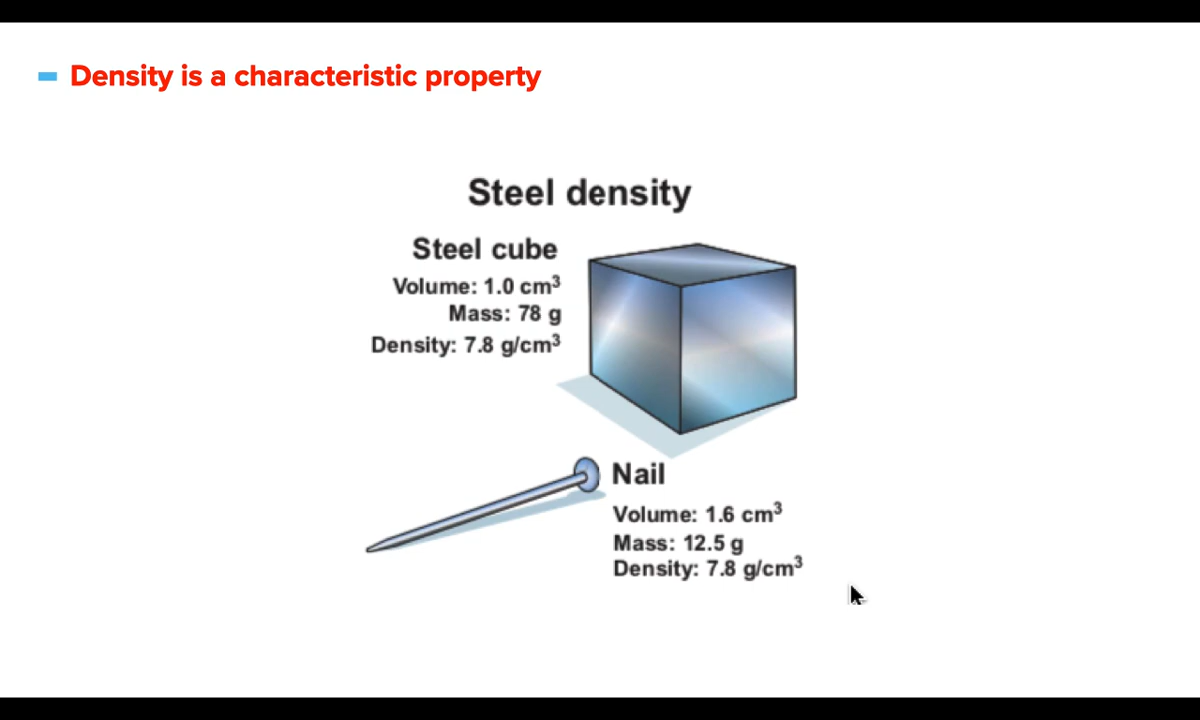 Density is a characteristic property
Steel density
Steel cube
Volume: 1.0 cm³
Mass: 78 g
Density: 7.8 g/cm³
Nail
Volume: 1.6 cm³
Mass: 12.5 g
Density: 7.8 g/cm³